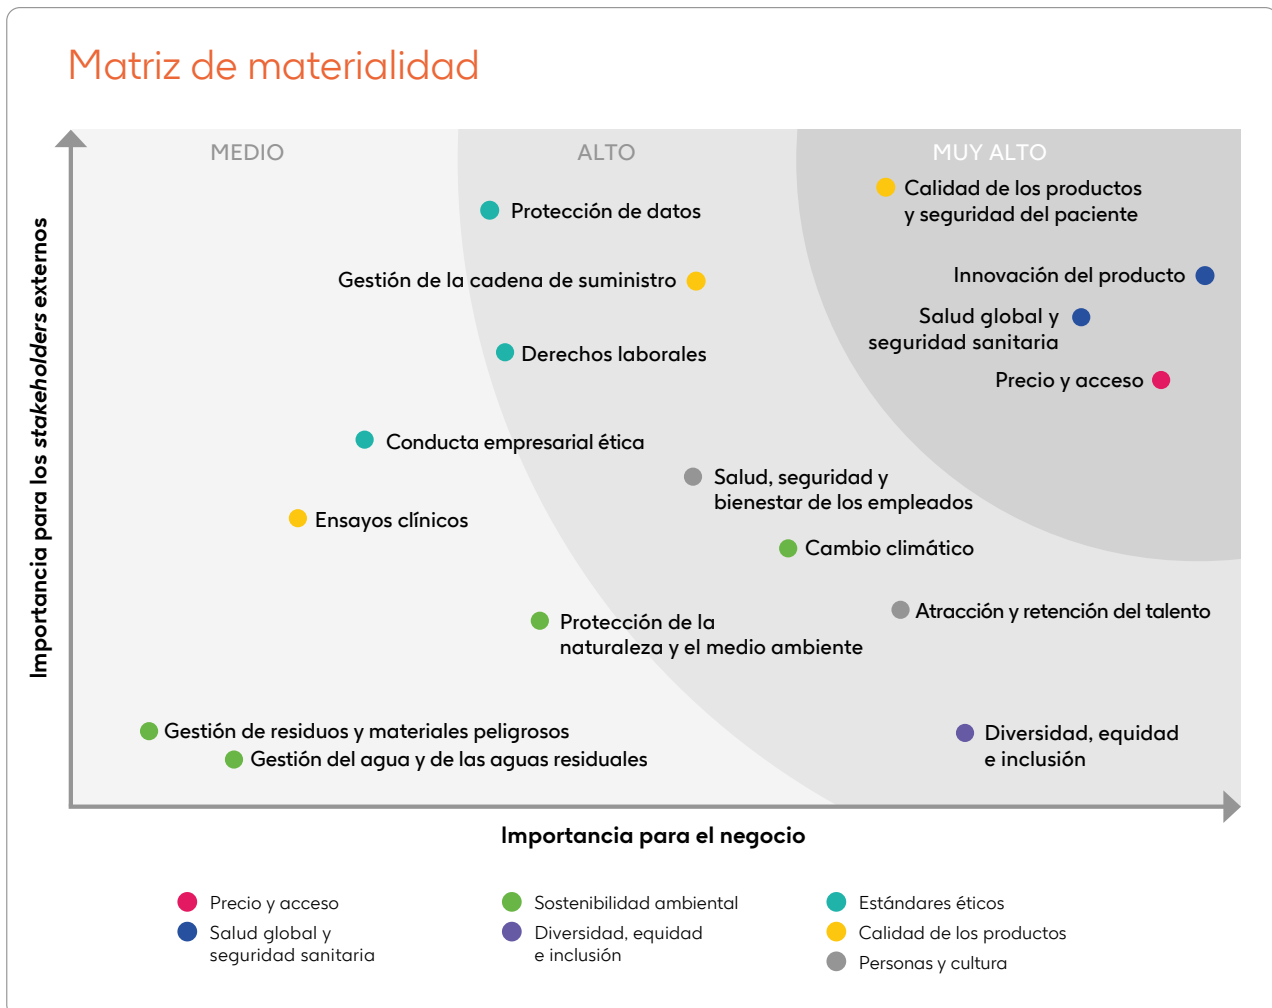 Matriz de materialidad
MEDIO
ALTO
MUY ALTO
Importancia para los stakeholders externos
Protección de datos
Calidad de los productos
y seguridad del paciente
Gestión de la cadena de suministro
Innovación del producto
Salud global y
seguridad sanitaria
Derechos laborales
Precio y acceso
Conducta empresarial ética
Salud, seguridad y
bienestar de los empleados
Ensayos clínicos
Cambio climático
Atracción y retención del talento
Protección de la
naturaleza y el medio ambiente
Gestión de residuos y materiales peligrosos
Gestión del agua y de las aguas residuales
Diversidad, equidad
e inclusión
Importancia para el negocio
Precio y acceso
Salud global y
seguridad sanitaria
Sostenibilidad ambiental
Diversidad, equidad
e inclusión
Estándares éticos
Calidad de los productos
Personas y cultura